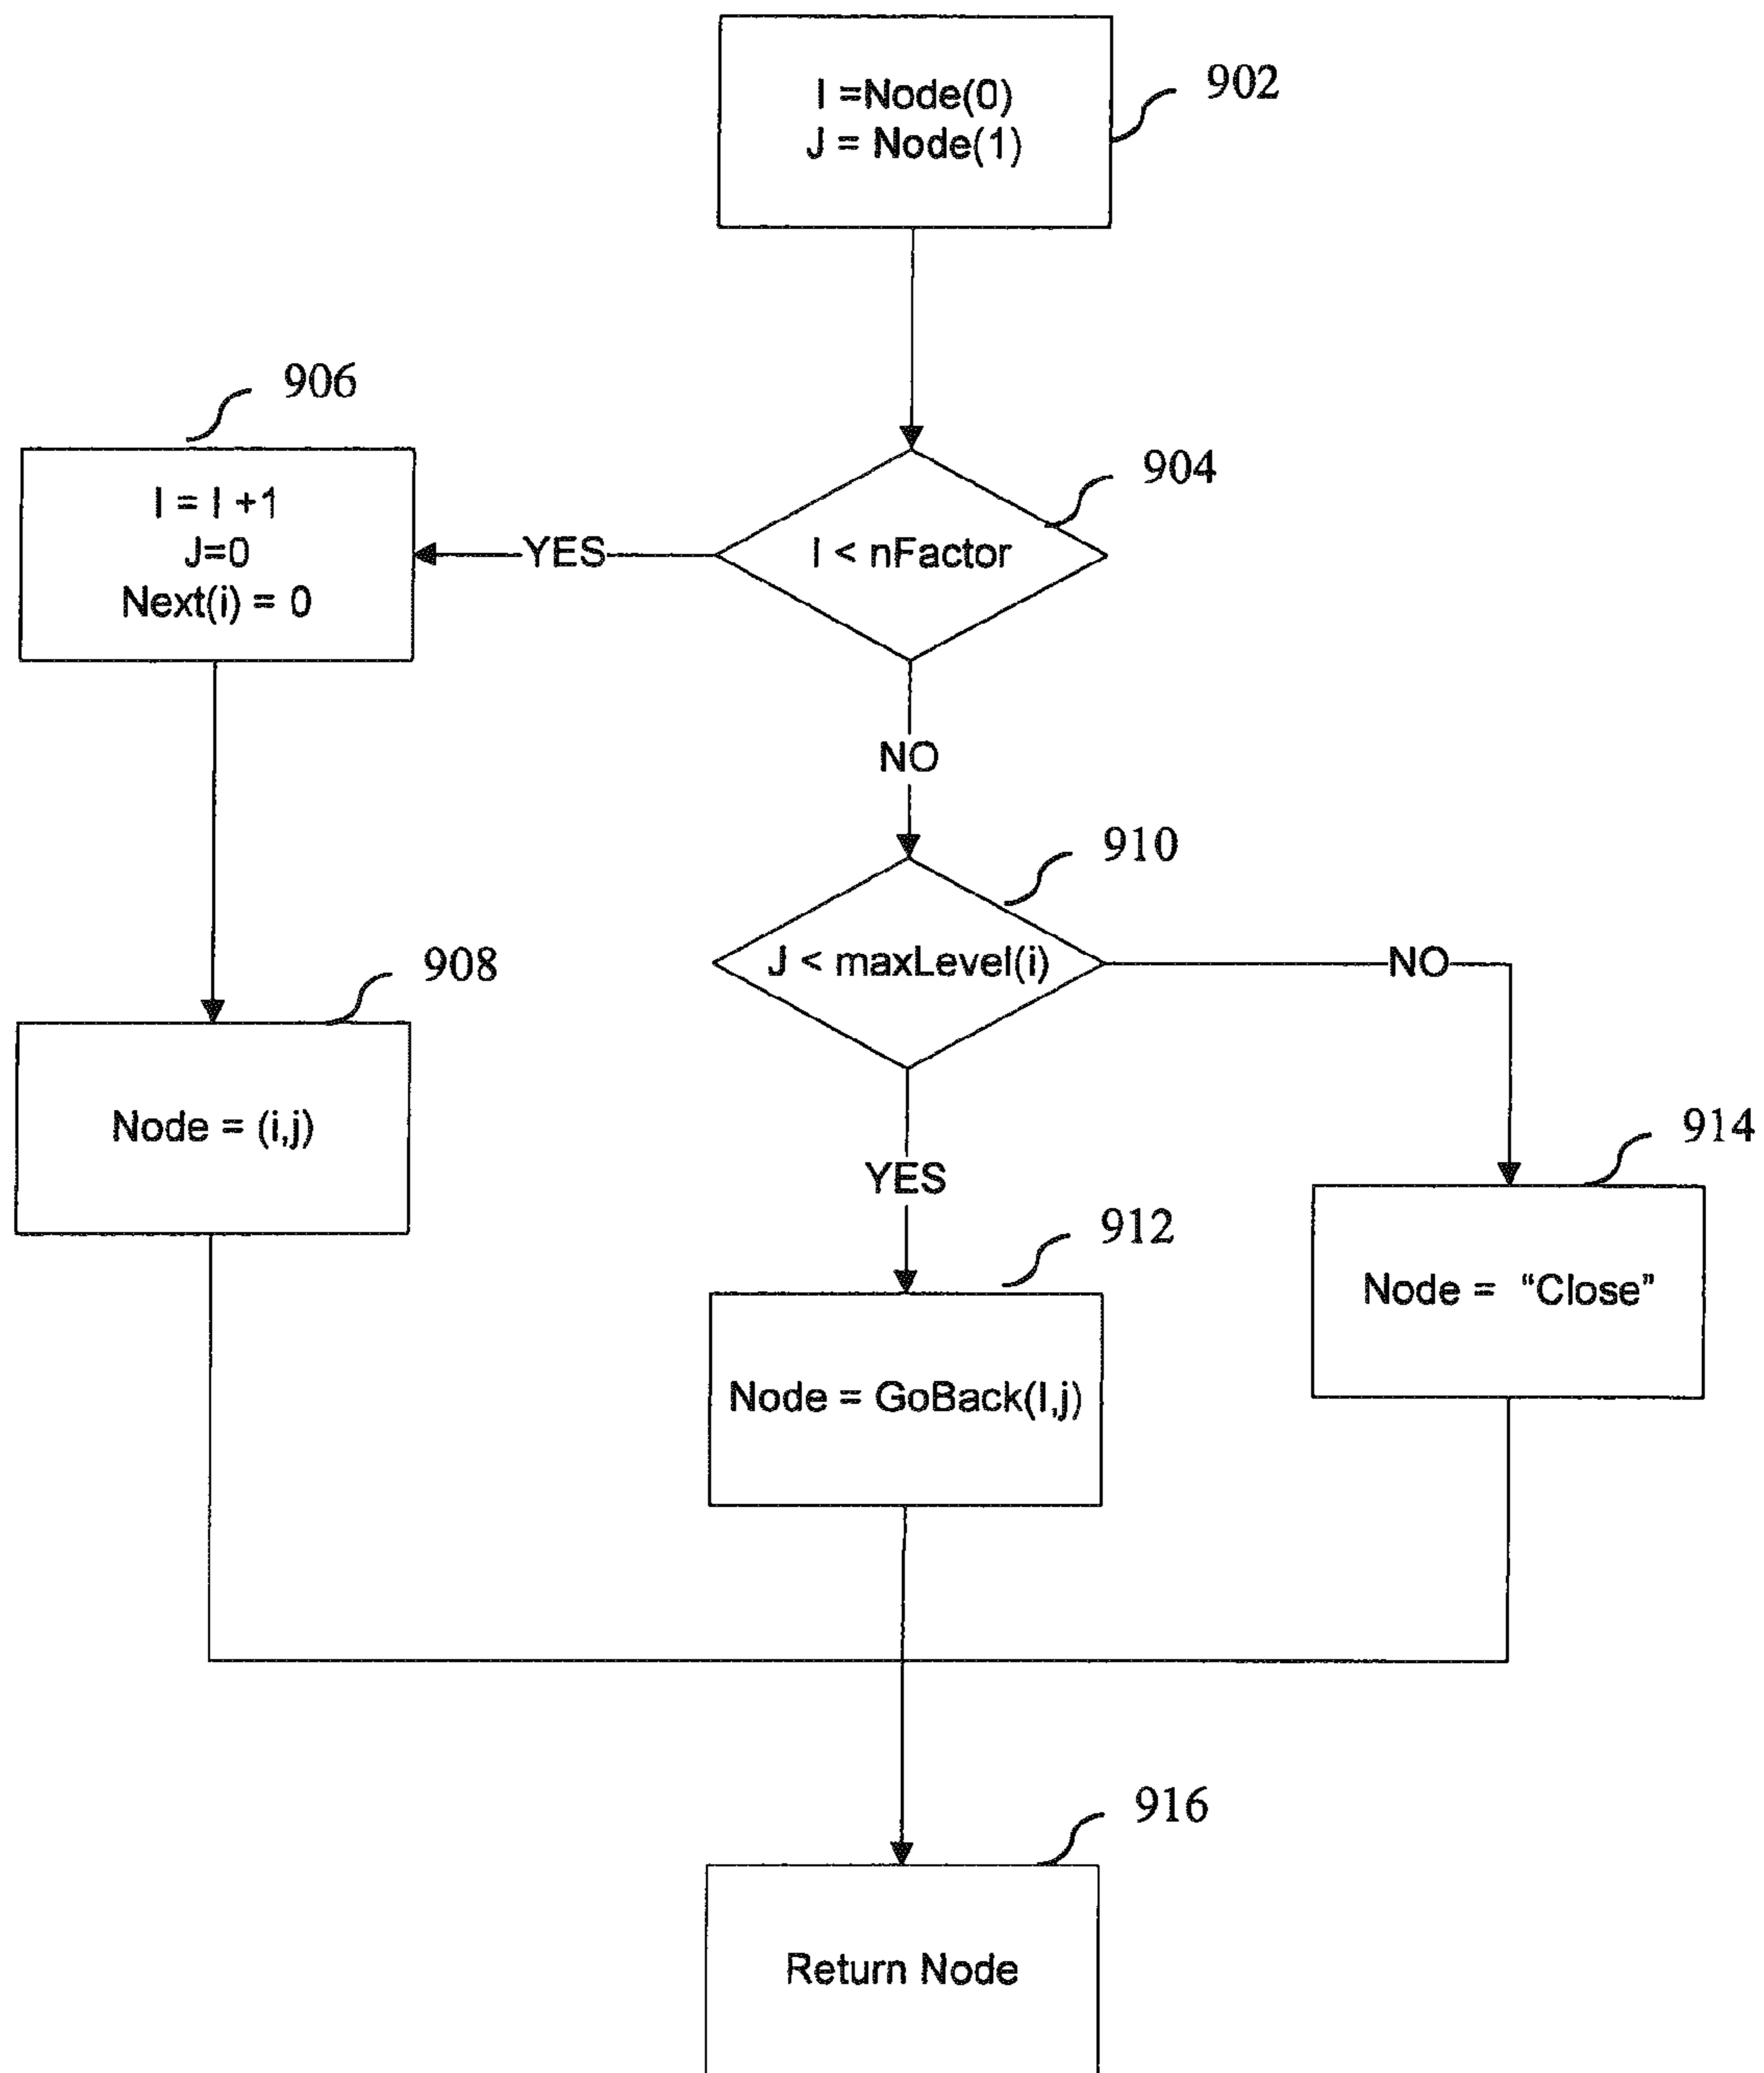 I =Node(0)
J = Node(1)
902
906
I = I +1
J=0
Next(i) = 0
YES
I < nFactor
904
NO
910
J < maxLevel(i)
NO
908
Node = (i,j)
YES
914
Node = "Close"
912
Node = GoBack(I,j)
916
Return Node